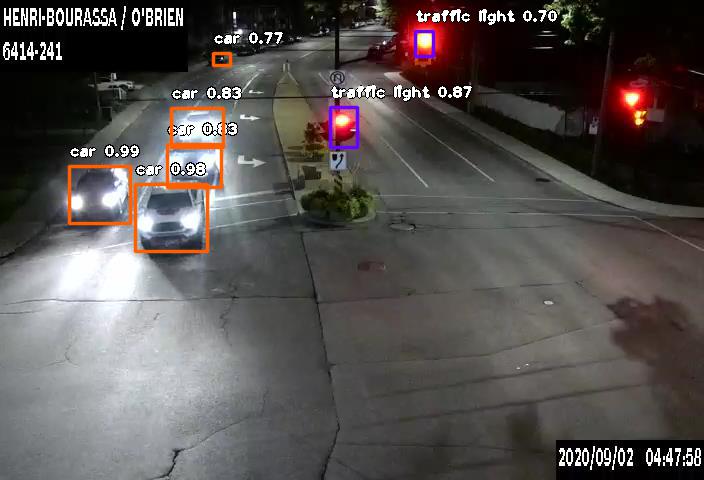 HENRI-BOURASSA / O'BRIEN
6414-241
traffic light 0.70
car 0.77
car 0.83
traffic light 0.87
car 0.83
car 0.99
car 0.98
2020/09/02 04:47:58